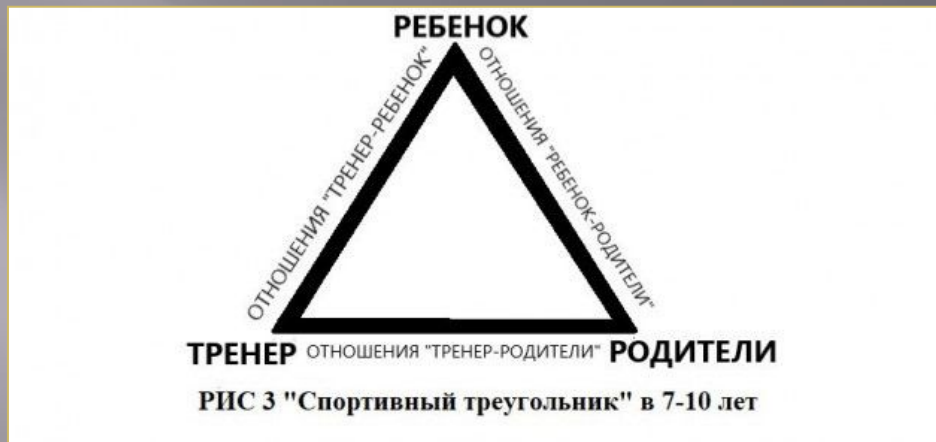 РЕБЕНОК
ОТНОШЕНИЯ "ТРЕНЕР-РЕБЕНОК"
ОТНОШЕНИЯ "РЕБЕНОК-РОДИТЕЛИ"
ТРЕНЕР ОТНОШЕНИЯ "ТРЕНЕР-РОДИТЕЛИ" РОДИТЕЛИ
РИС 3 "Спортивный треугольник" в 7-10 лет